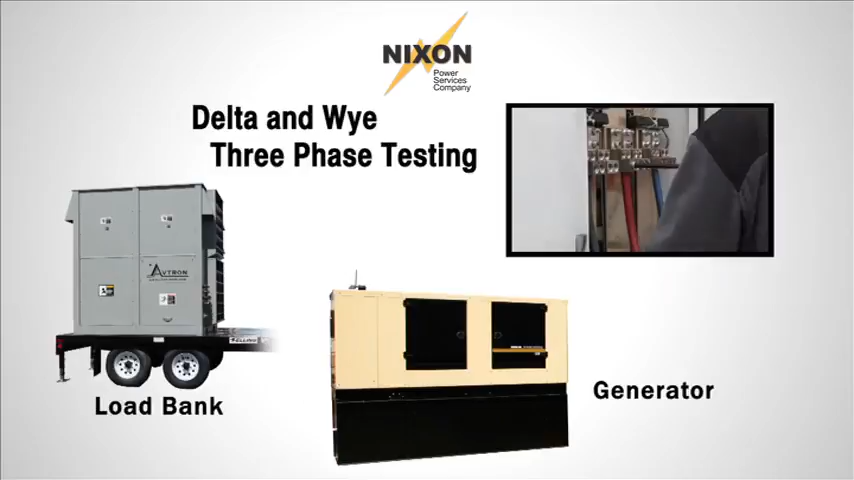 NIXON
Power
Services
Company
Delta and Wye
Three Phase Testing
AVTRON
Load Bank
Generator